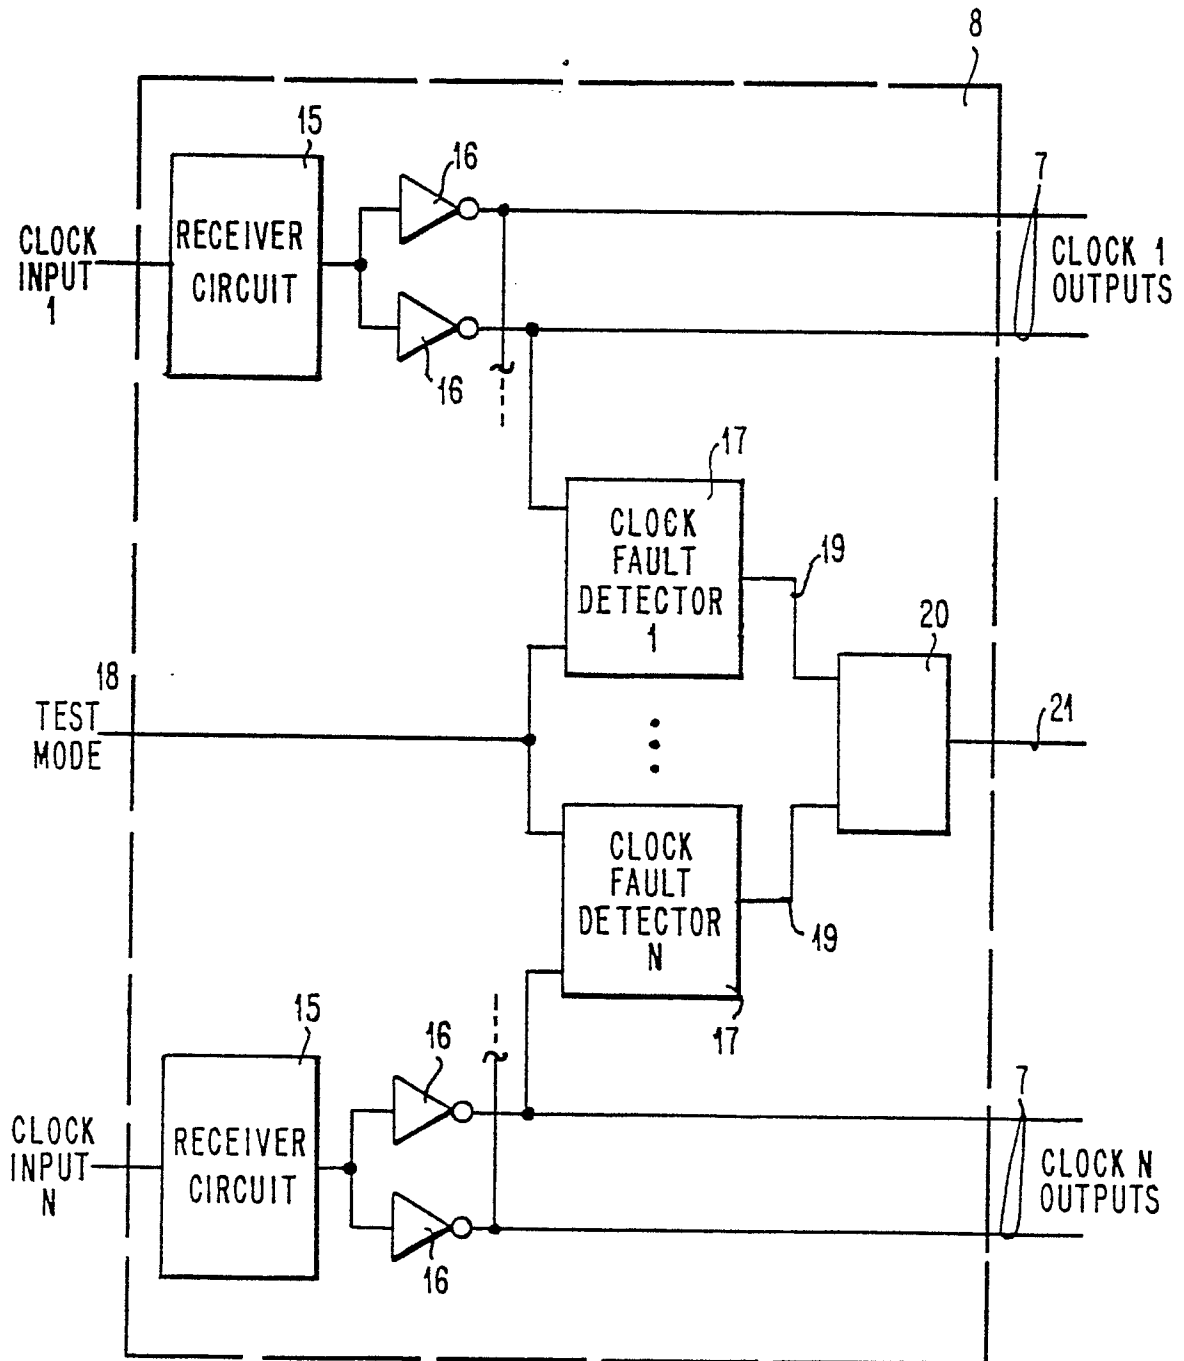 8
15
16
7
RECEIVER
CIRCUIT
CLOCK
INPUT
1
CLOCK 1
OUTPUTS
16
17
CLOCK
FAULT
DETECTOR
1
19
20
18
TEST
MODE
21
CLOCK
FAULT
DETECTOR
N
19
17
15
16
7
CLOCK
INPUT
N
RECEIVER
CIRCUIT
CLOCK N
OUTPUTS
16